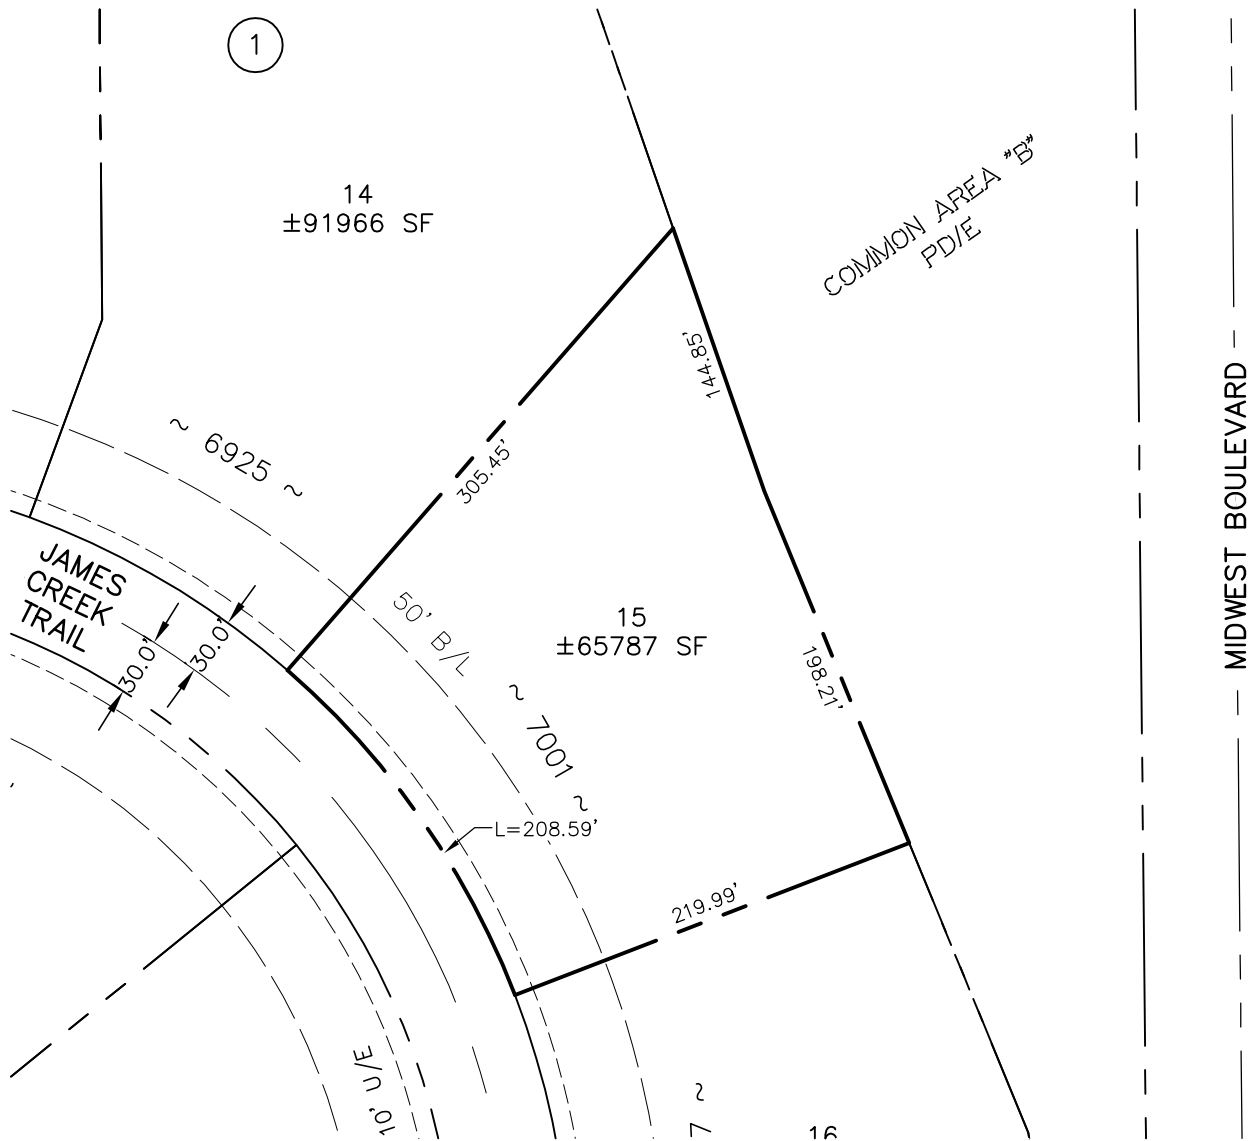 1
14
±91966 SF
COMMON AREA "B"
PD/E
144.85'
305.45'
~ 6925 ~
MIDWEST BOULEVARD
JAMES
CREEK
TRAIL
30.0'
30.0'
50' B/L
15
±65787 SF
198.21'
~ 7001 ~
L=208.59'
219.99'
10' U/E
7 ~
16